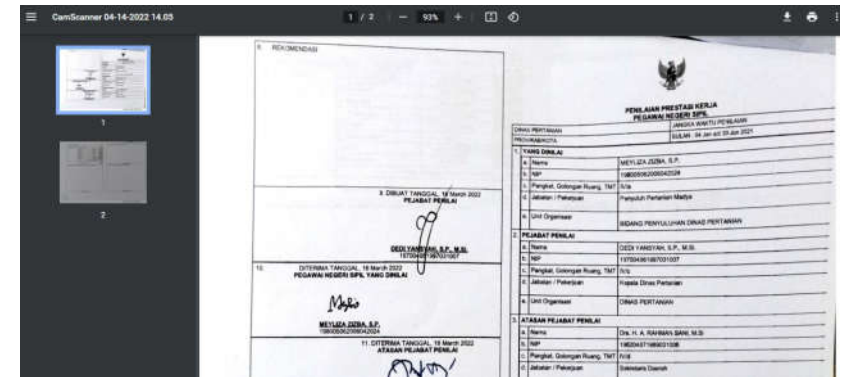 CamScanner 04-14-2022 14.05
1 / 2
93%
1
2
8. REKOMENDASI
9. DIBUAT TANGGAL, 18 March 2022
PEJABAT PENILAI
DEDI YANSYAH, S.P., M.Si.
10. DITERIMA TANGGAL, 18 March 2022
PEGAWAI NEGERI SIPIL YANG DINILAI
MEYLIZA ZIZBA, S.P.
11. DITERIMA TANGGAL, 18 March 2022
ATASAN PEJABAT PENILAI
PENILAIAN PRESTASI KERJA
PEGAWAI NEGERI SIPIL
DINAS PERTANIAN
JANGKA WAKTU PENILAIAN
BULAN : 04 Jan s/d 30 Jun 2021
1. YANG DINILAI
a. Nama MEYLIZA ZIZBA, S.P.
b. NIP
c. Pangkat, Golongan Ruang, TMT IV/a
d. Jabatan / Pekerjaan Penyuluh Pertanian Madya
e. Unit Organisasi BIDANG PENYULUHAN DINAS PERTANIAN
2. PEJABAT PENILAI
a. Nama DEDI YANSYAH, S.P., M.Si.
b. NIP
c. Pangkat, Golongan Ruang, TMT
d. Jabatan / Pekerjaan Kepala Dinas Pertanian
e. Unit Organisasi DINAS PERTANIAN
3. ATASAN PEJABAT PENILAI
a. Nama Drs. H. A. RAHMAN SANI, M.Si.
b. NIP
c. Pangkat, Golongan Ruang, TMT IV/d
d. Jabatan / Pekerjaan Sekretaris Daerah